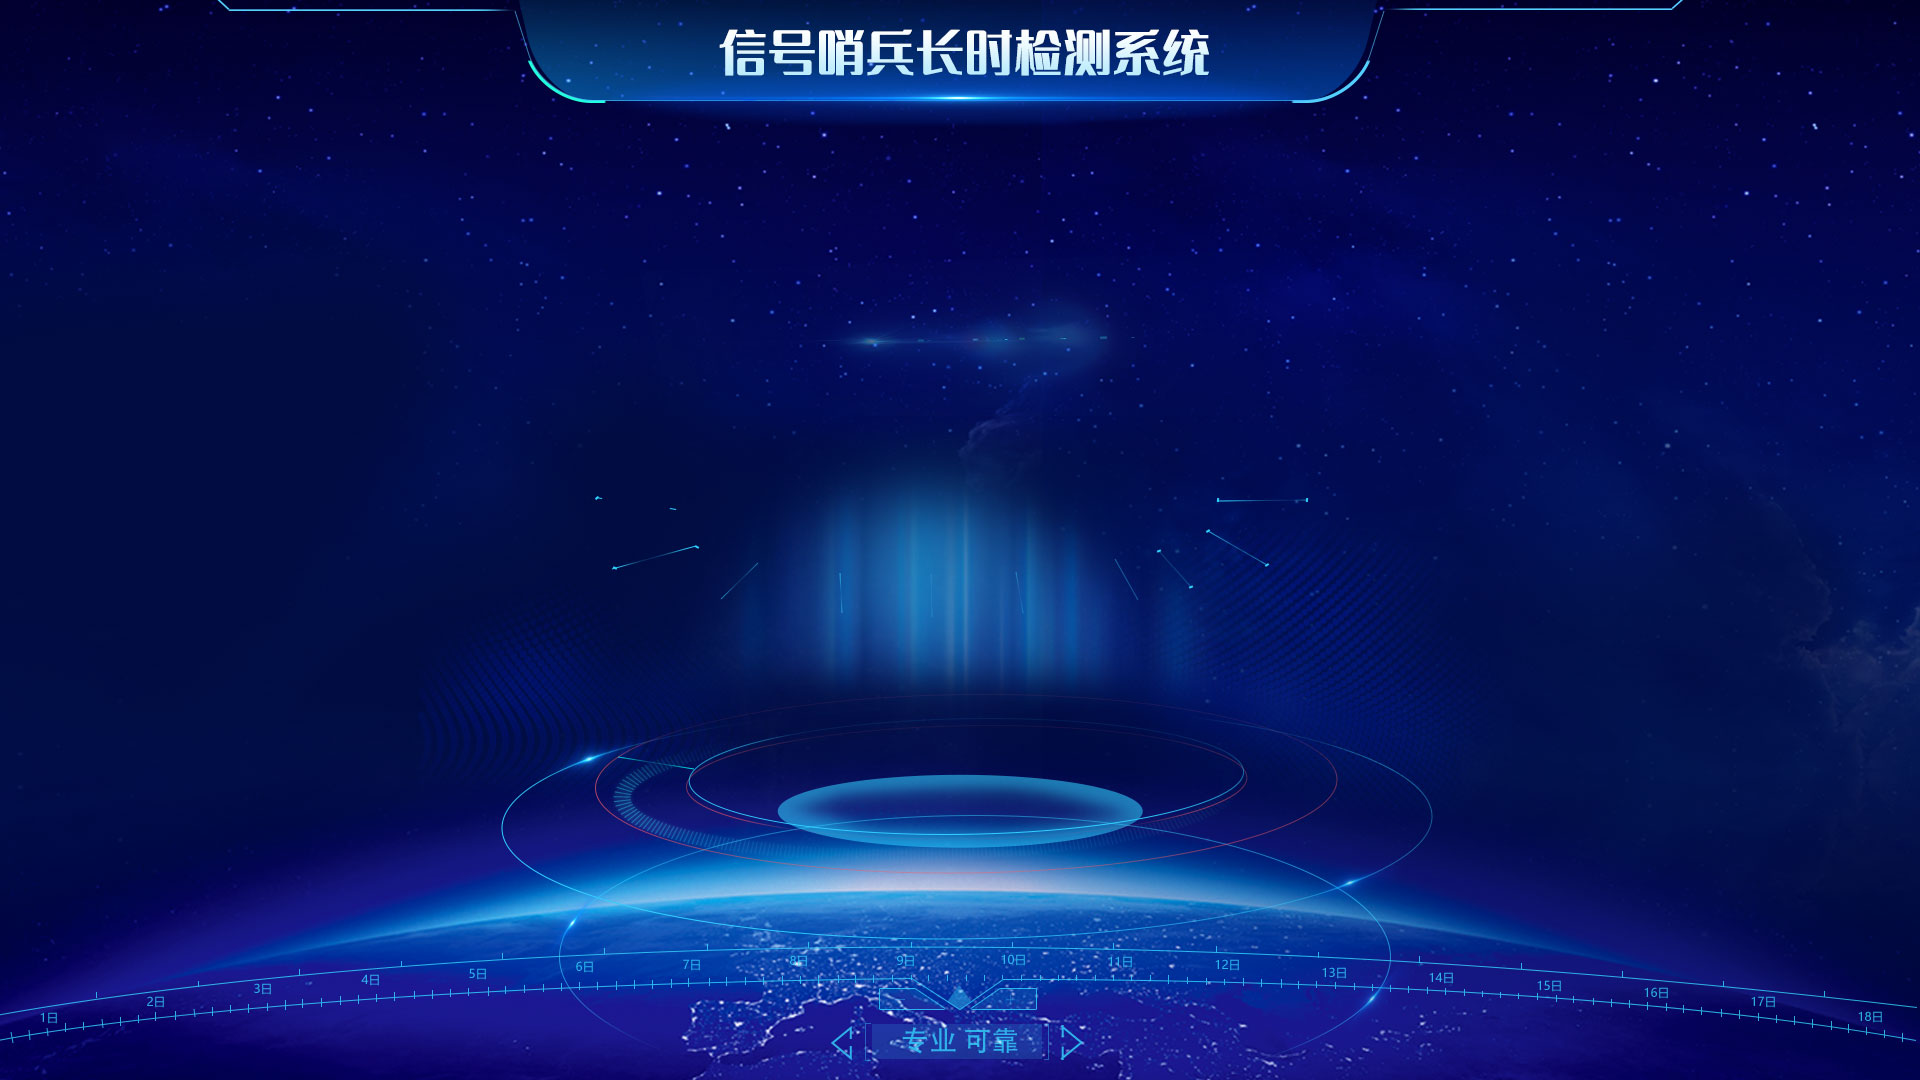 信号哨兵长时检测系统
1日 2日 3日 4日 5日 6日 7日 8日 9日 10日 11日 12日 13日 14日 15日 16日 17日 18日
专业 可靠